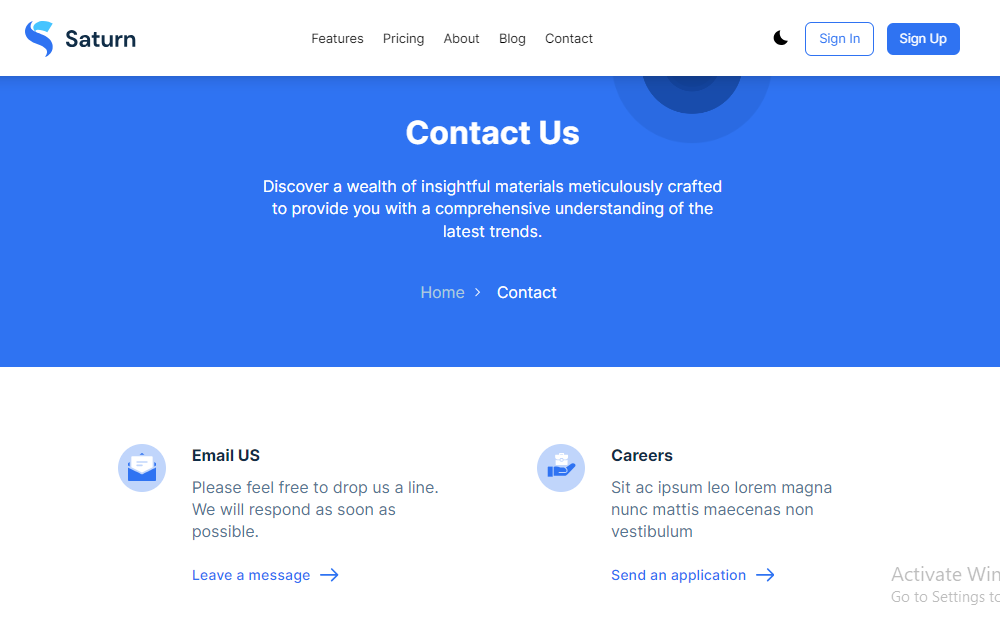 Saturn
Features Pricing About Blog Contact
Sign In Sign Up
Contact Us
Discover a wealth of insightful materials meticulously crafted
to provide you with a comprehensive understanding of the
latest trends.
Home > Contact
Email US
Please feel free to drop us a line.
We will respond as soon as
possible.
Leave a message →
Careers
Sit ac ipsum leo lorem magna
nunc mattis maecenas non
vestibulum
Send an application →
Activate Win
Go to Settings to